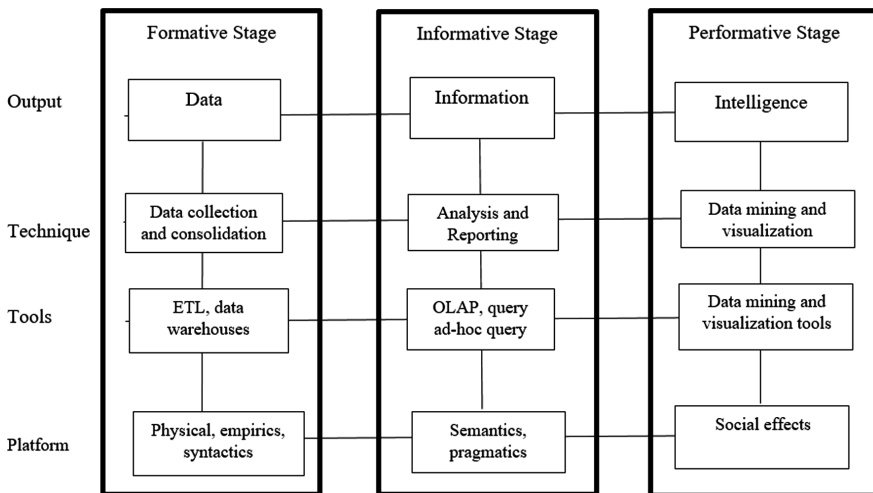 Formative Stage
Informative Stage
Performative Stage
Output
Data
Information
Intelligence
Technique
Data collection
and consolidation
Analysis and
Reporting
Data mining and
visualization
Tools
ETL, data
warehouses
OLAP, query
ad-hoc query
Data mining and
visualization tools
Platform
Physical, empirics,
syntactics
Semantics,
pragmatics
Social effects